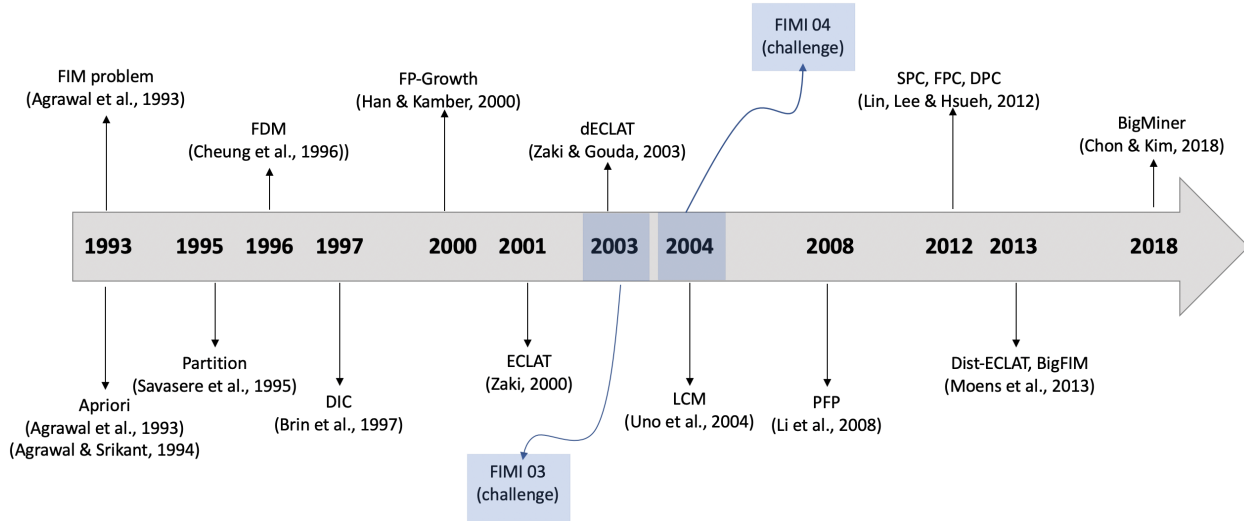 FIMI 04
(challenge)
FIM problem
(Agrawal et al., 1993)
FP-Growth
(Han & Kamber, 2000)
SPC, FPC, DPC
(Lin, Lee & Hsueh, 2012)
FDM
(Cheung et al., 1996))
dECLAT
(Zaki & Gouda, 2003)
BigMiner
(Chon & Kim, 2018)
1993 1995 1996 1997 2000 2001 2003 2004 2008 2012 2013 2018
Partition
(Savasere et al., 1995)
ECLAT
(Zaki, 2000)
Dist-ECLAT, BigFIM
(Moens et al., 2013)
Apriori
(Agrawal et al., 1993)
(Agrawal & Srikant, 1994)
DIC
(Brin et al., 1997)
LCM
(Uno et al., 2004)
PFP
(Li et al., 2008)
FIMI 03
(challenge)